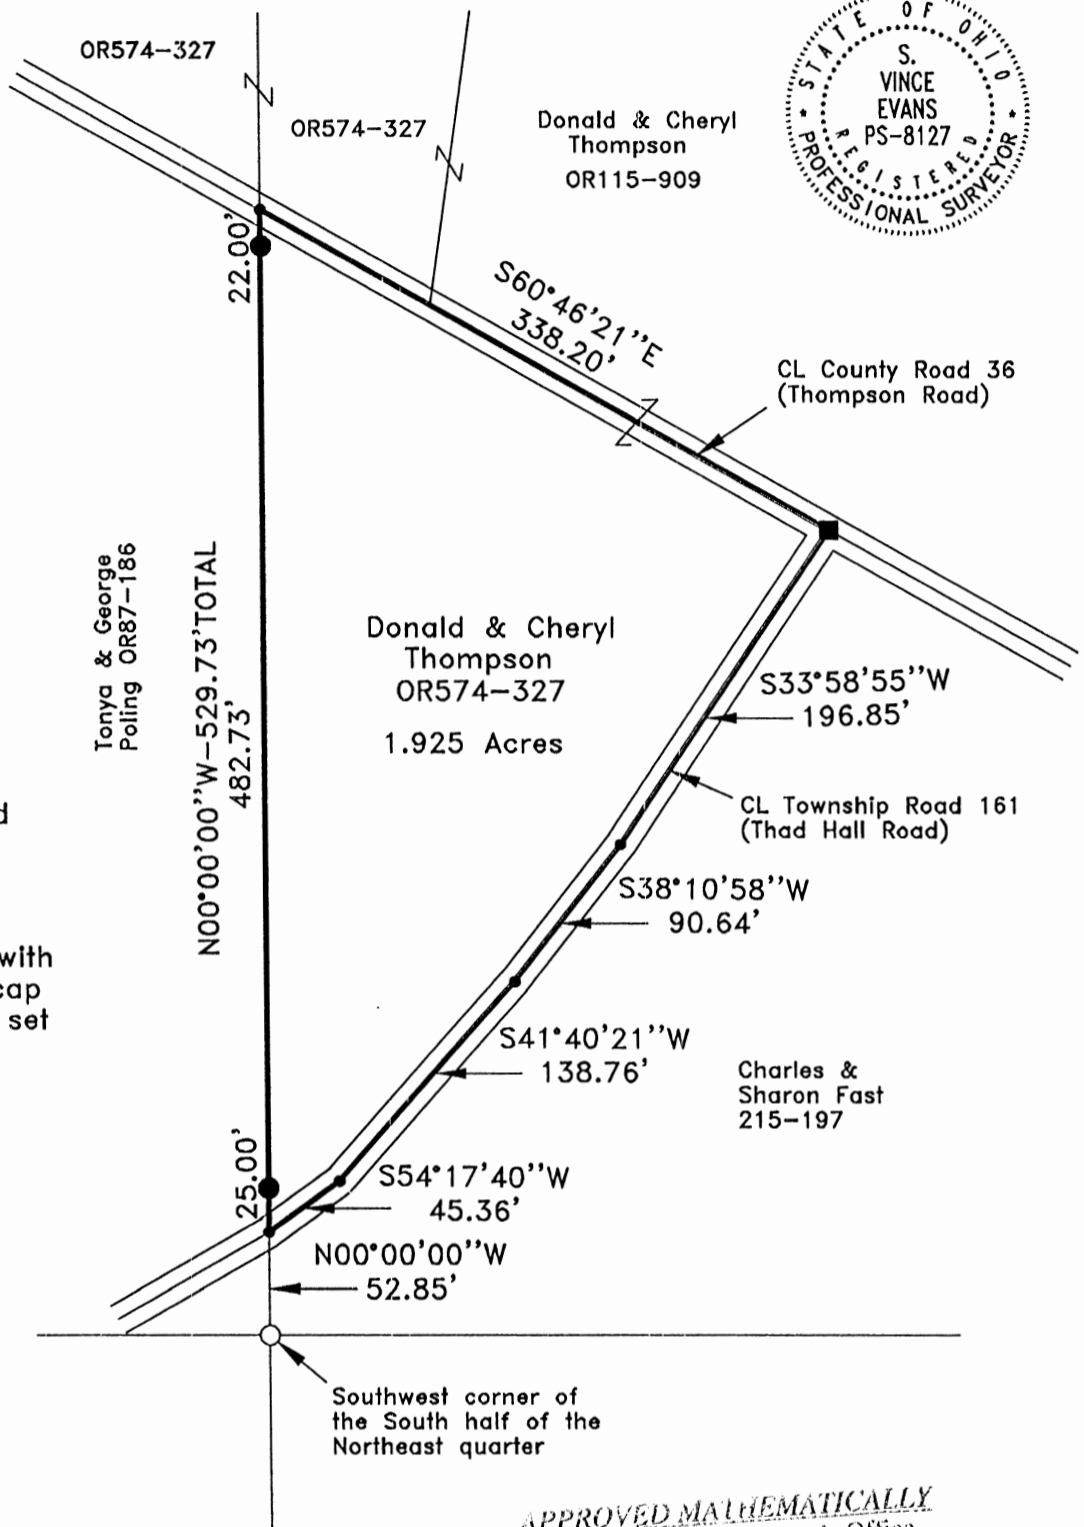 OR574-327
OR574-327
Donald & Cheryl
Thompson
OR115-909
STATE OF OHIO
S.
VINCE
EVANS
PS-8127
REGISTERED
PROFESSIONAL SURVEYOR
22.00'
S60°46'21"E
338.20'
CL County Road 36
(Thompson Road)
Tonya & George
Poling OR87-186
N00°00'00"W-529.73'TOTAL
482.73'
Donald & Cheryl
Thompson
OR574-327
1.925 Acres
S33°58'55"W
196.85'
CL Township Road 161
(Thad Hall Road)
d
S38°10'58"W
90.64'
with
cap
set
S41°40'21"W
138.76'
Charles &
Sharon Fast
215-197
25.00'
S54°17'40"W
45.36'
N00°00'00"W
52.85'
Southwest corner of
the South half of the
Northeast quarter
APPROVED MATHEMATICALLY
Office